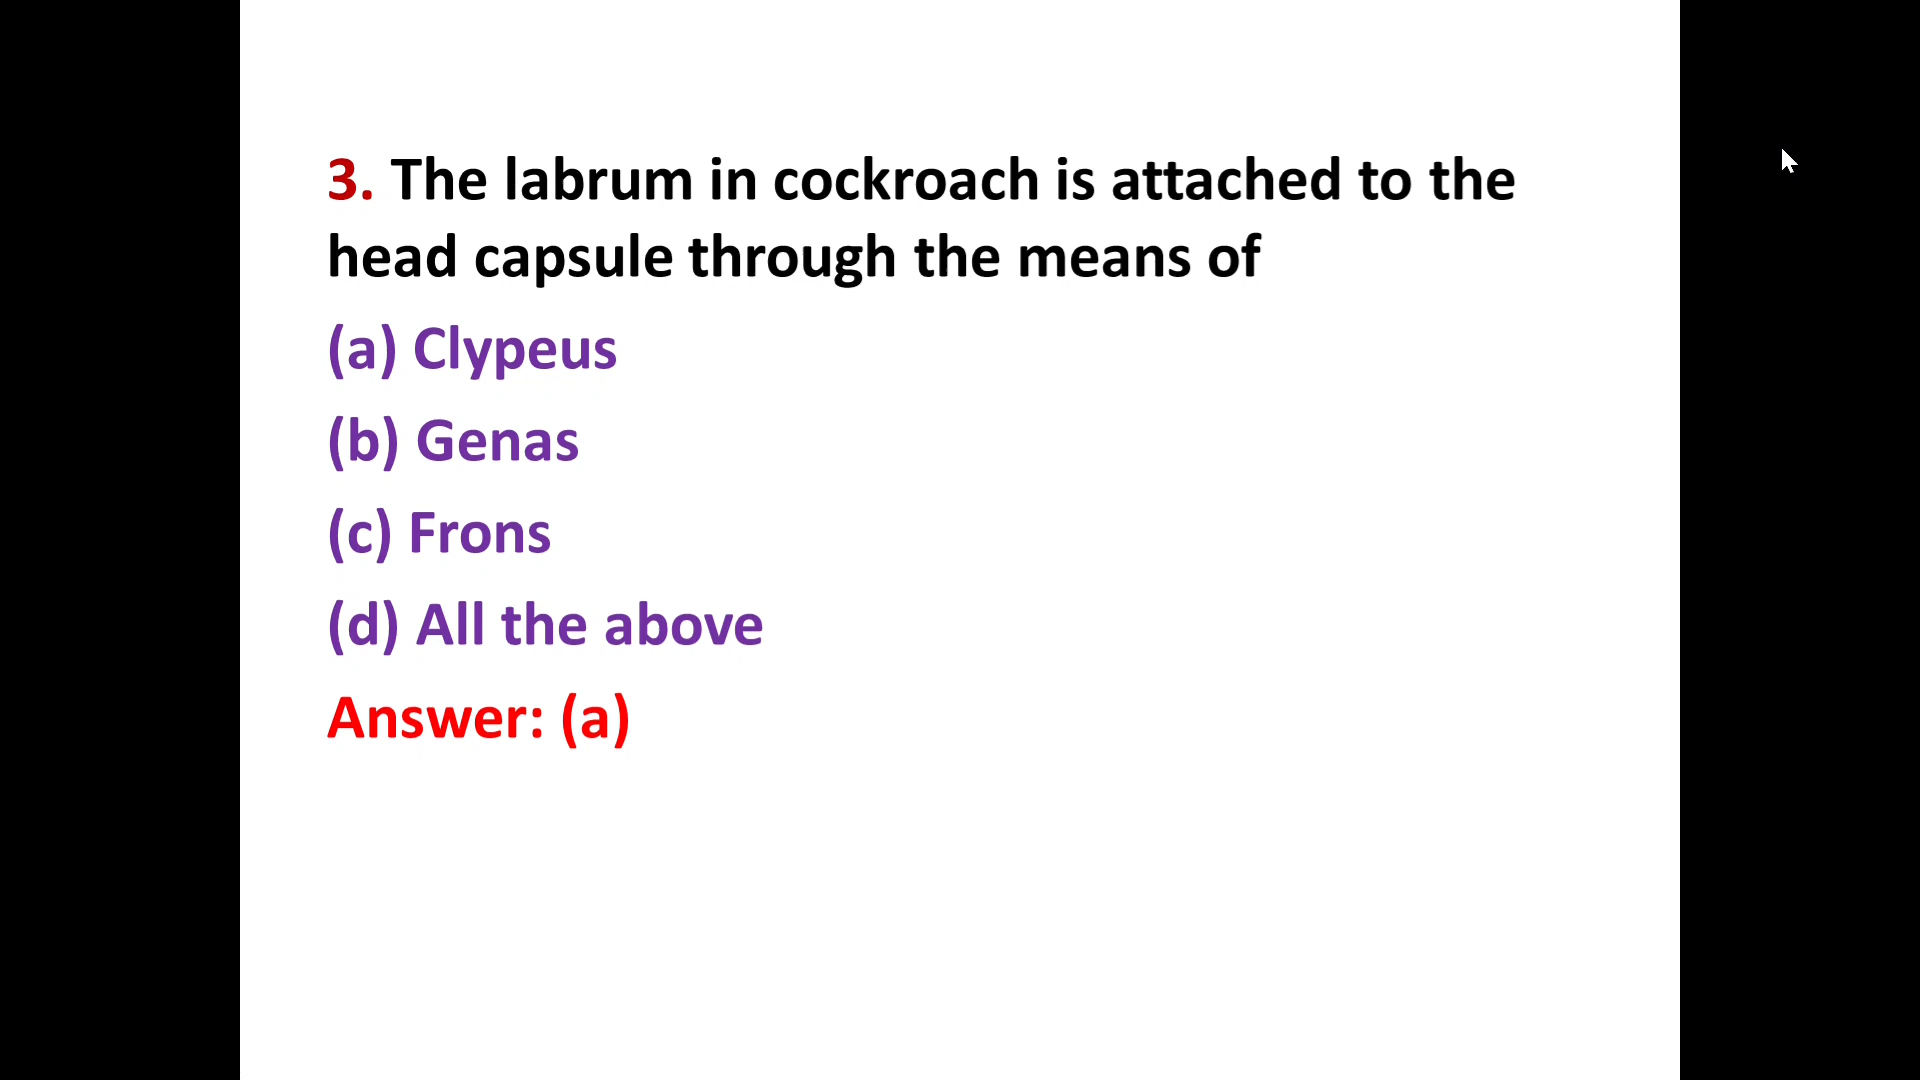 3. The labrum in cockroach is attached to the
head capsule through the means of
(a) Clypeus
(b) Genas
(c) Frons
(d) All the above
Answer: (a)